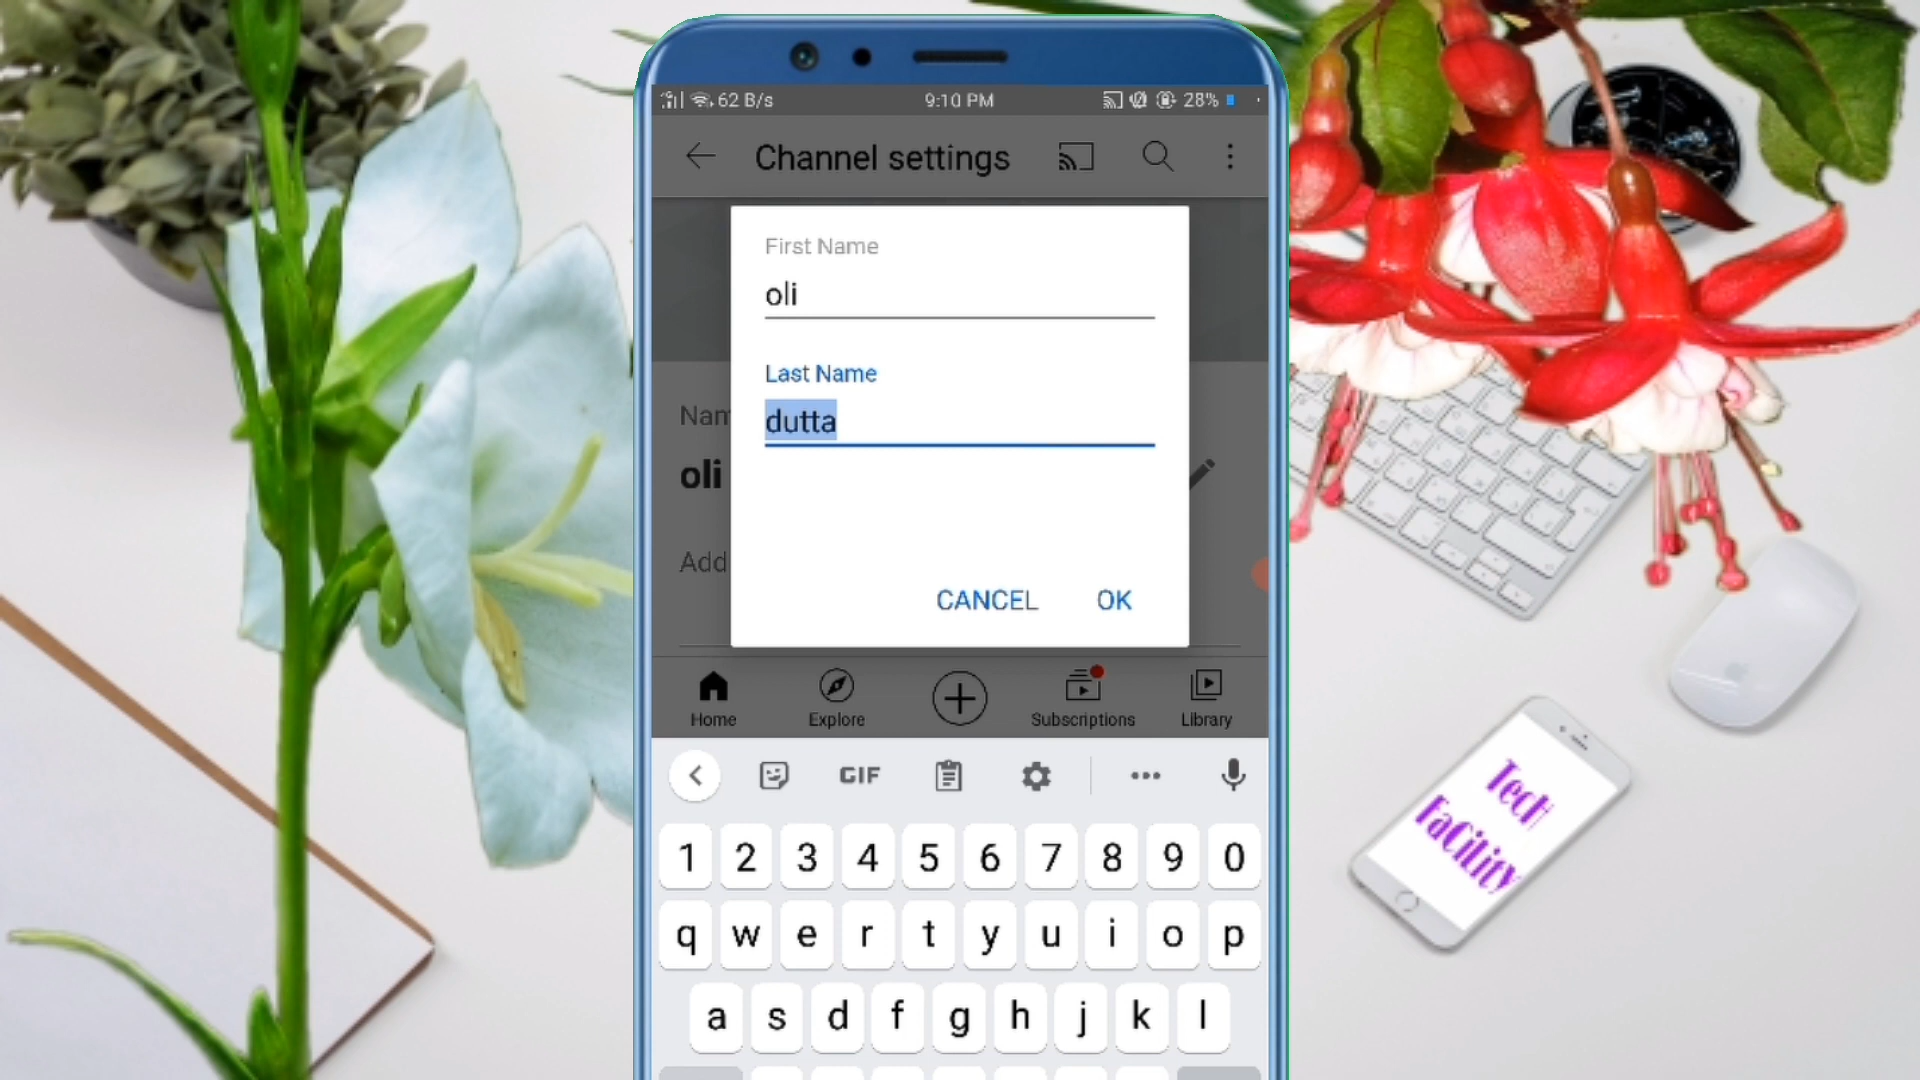 62 B/s 9:10 PM 28%
Channel settings
First Name
oli
Last Name
dutta
Nam
oli
Add
CANCEL OK
Home Explore Subscriptions Library
GIF
1 2 3 4 5 6 7 8 9 0
q w e r t y u i o p
a s d f g h j k l
TecH
FaCility